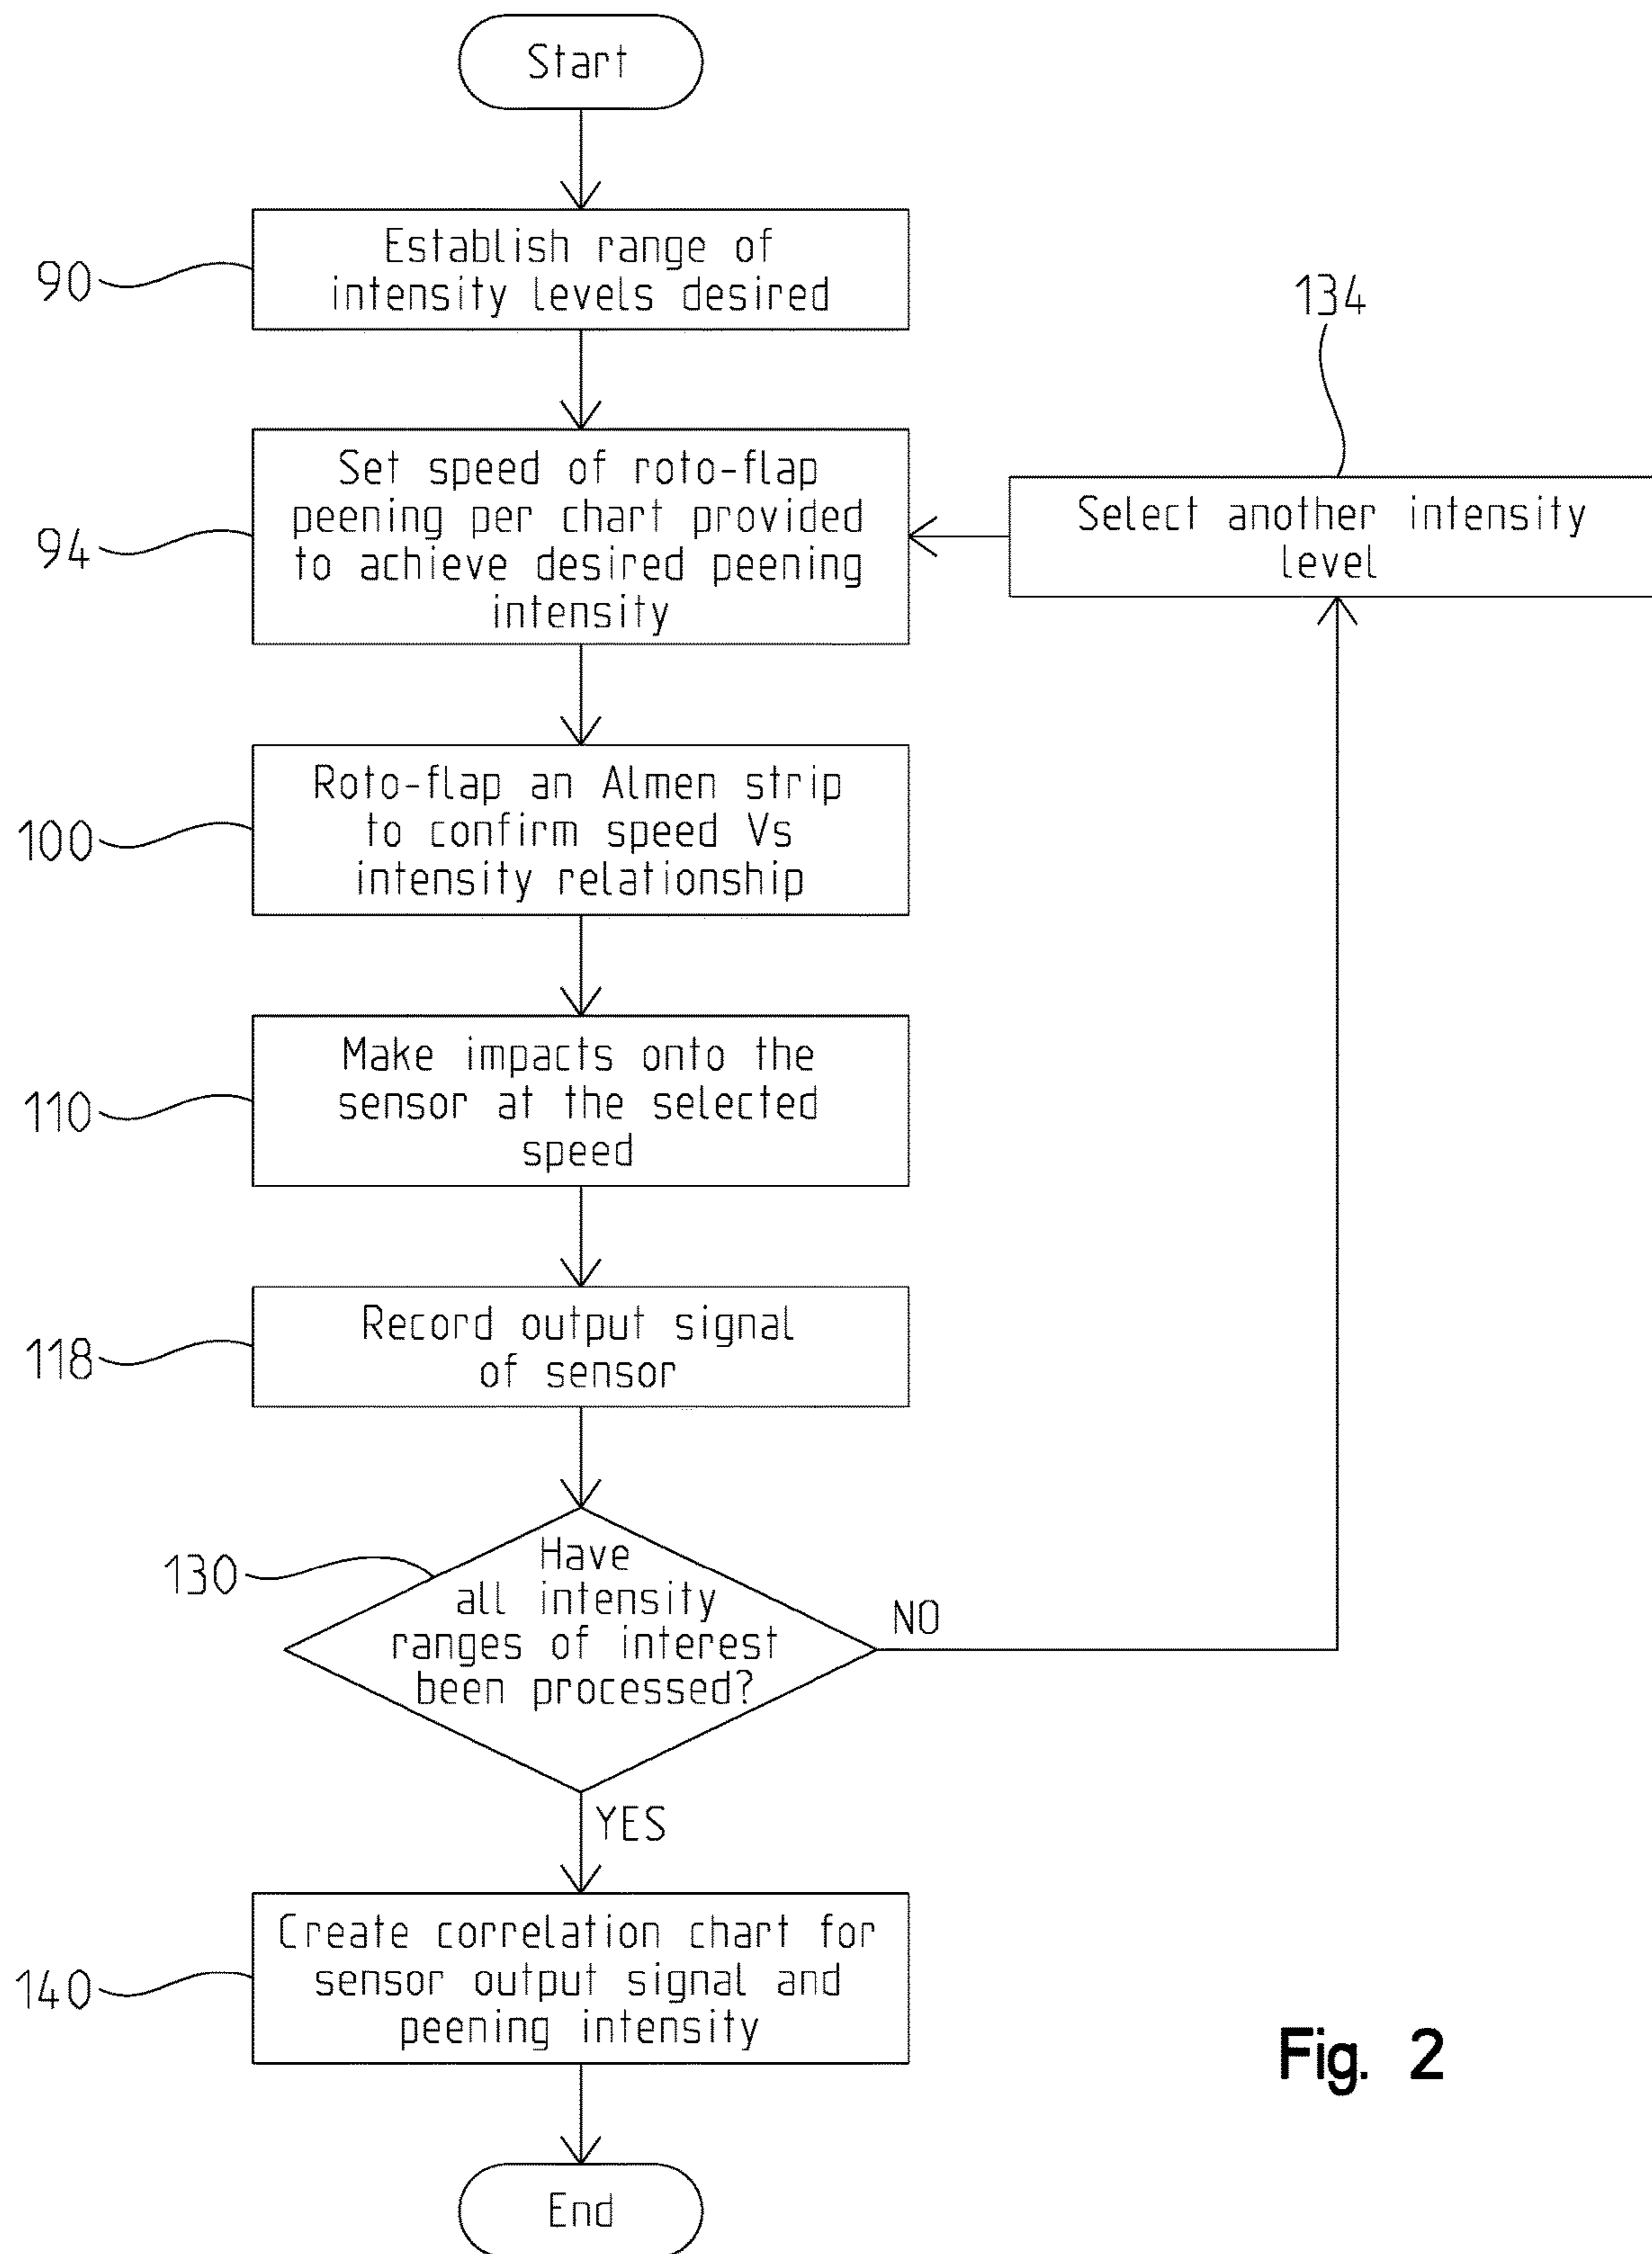 Start
90
Establish range of
intensity levels desired
134
94
Set speed of roto-flap
peening per chart provided
to achieve desired peening
intensity
Select another intensity
level
100
Roto-flap an Almen strip
to confirm speed Vs
intensity relationship
110
Make impacts onto the
sensor at the selected
speed
118
Record output signal
of sensor
130
Have
all intensity
ranges of interest
been processed?
NO
YES
140
Create correlation chart for
sensor output signal and
peening intensity
End
Fig. 2